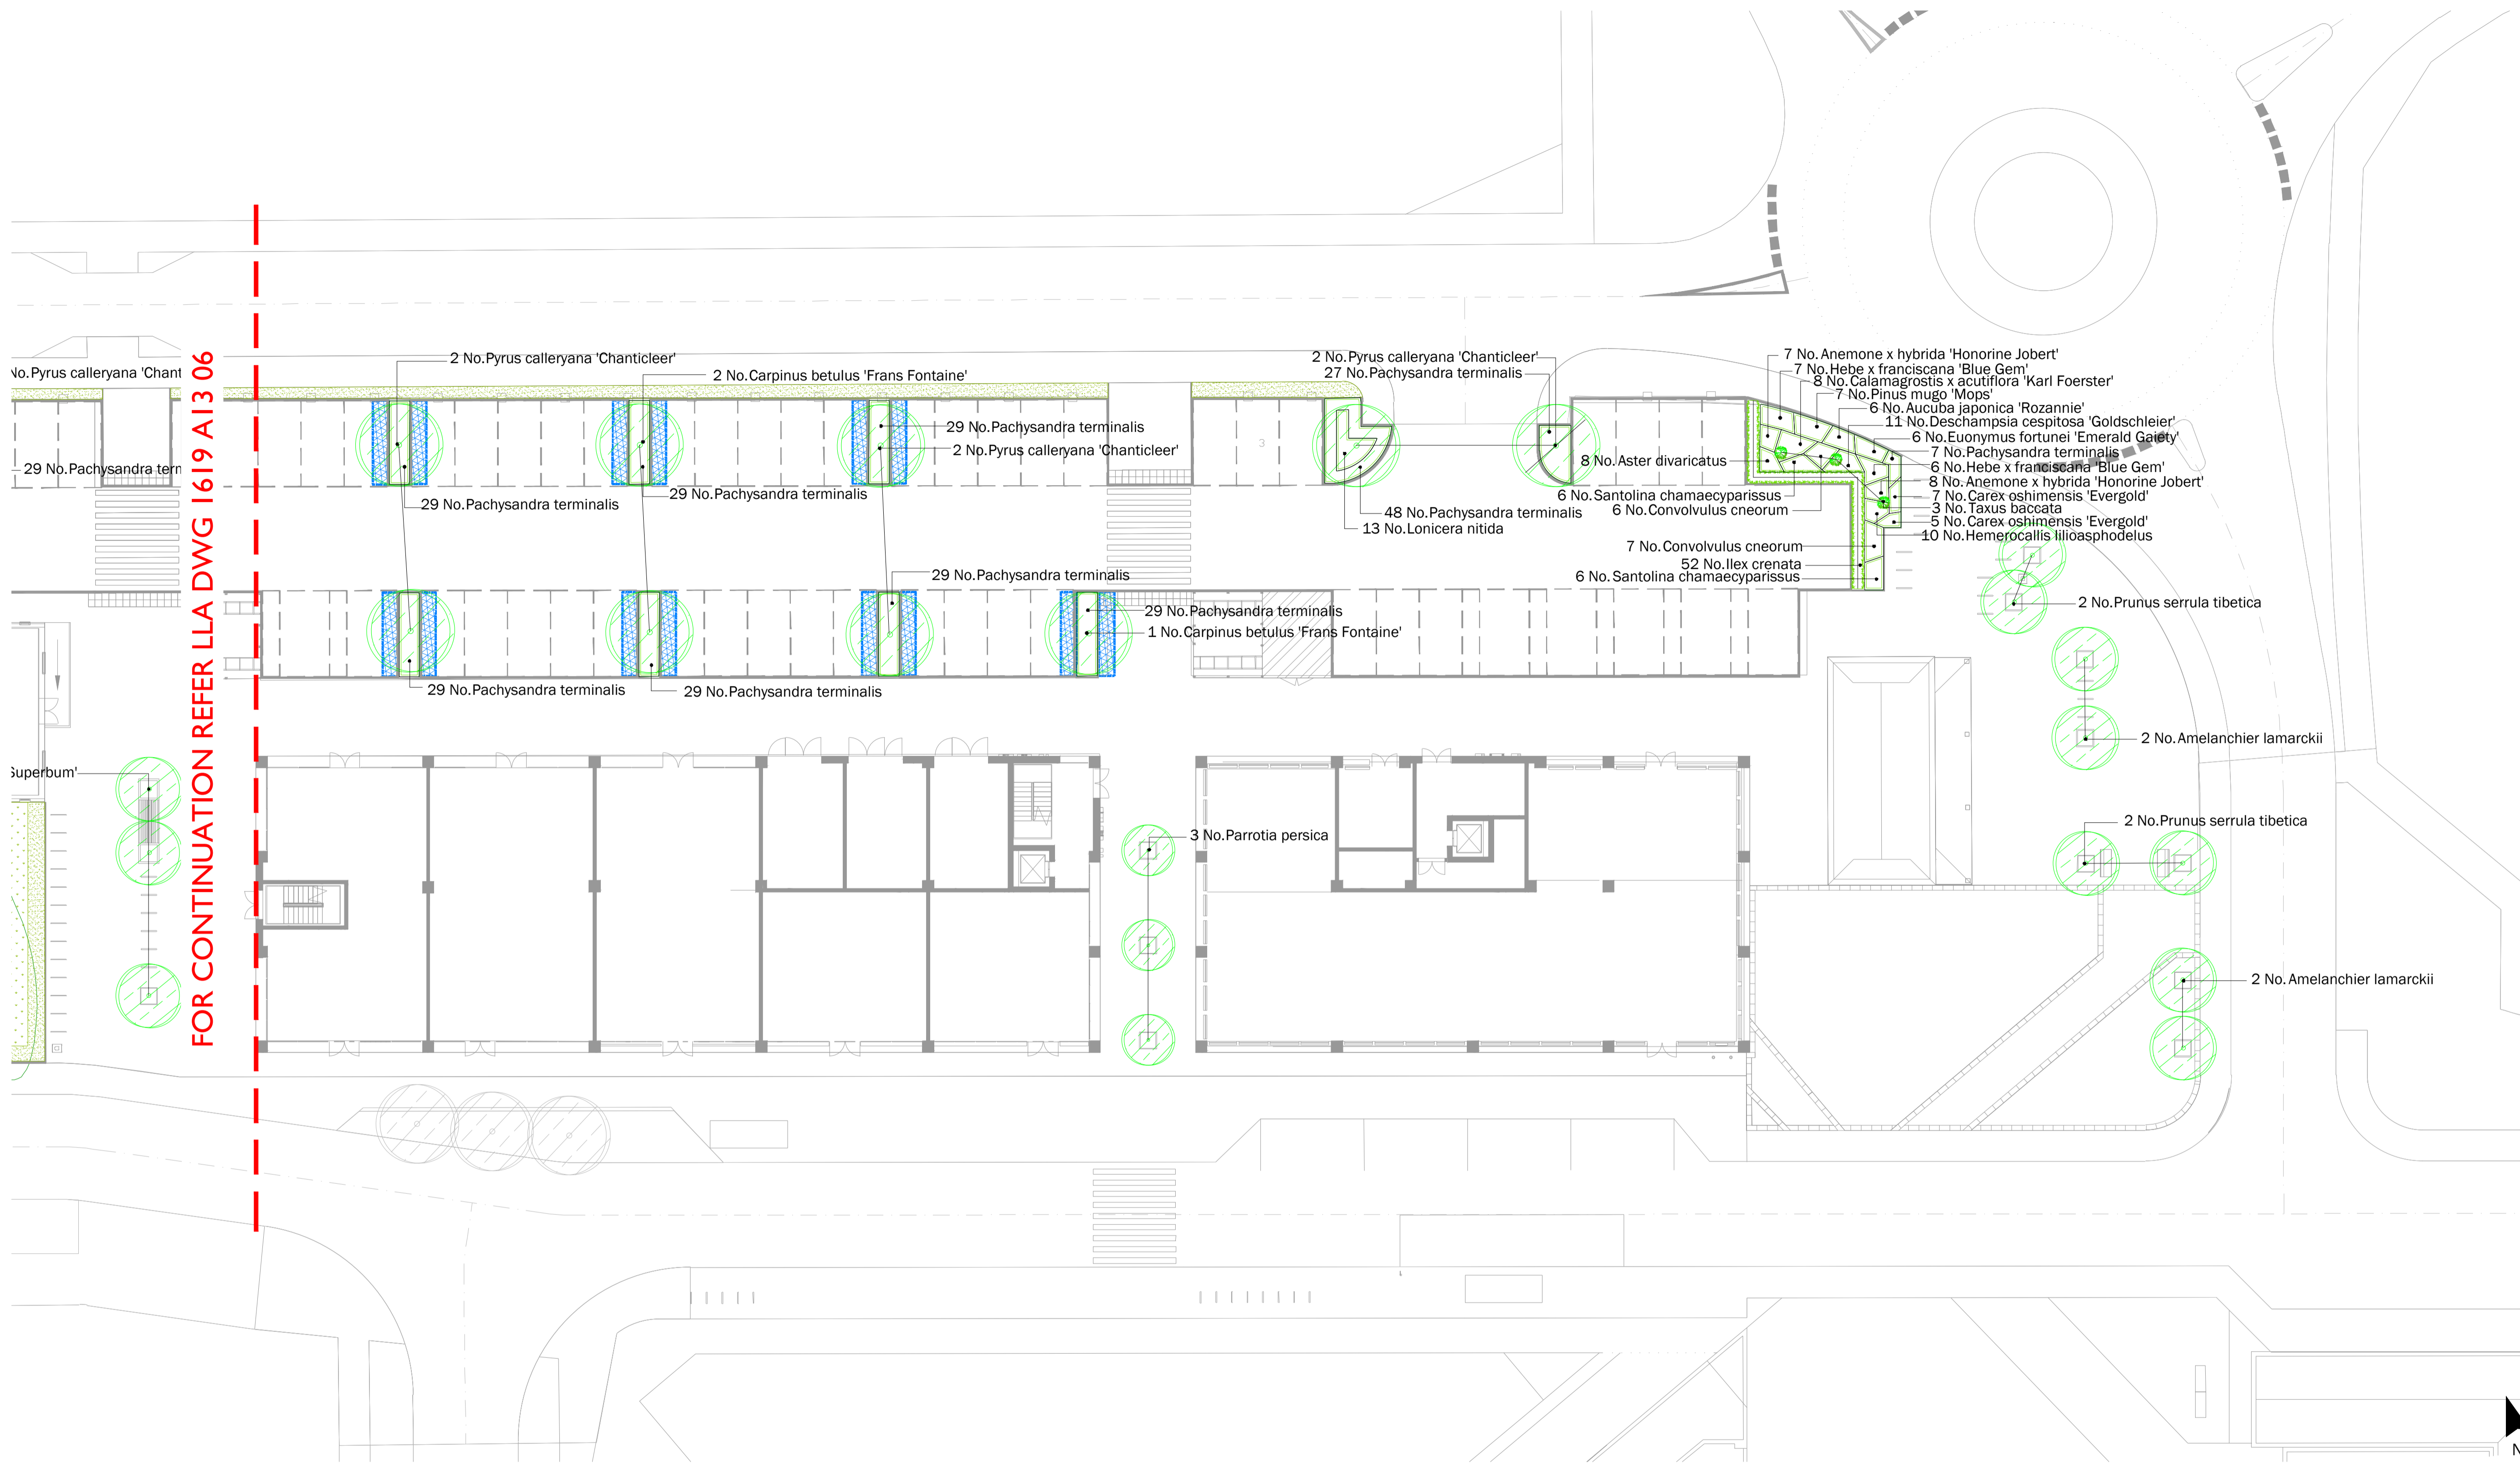 2 No.Pyrus calleryana 'Chanticleer'
2 No.Carpinus betulus 'Frans Fontaine'
No.Pyrus calleryana 'Chant
2 No.Pyrus calleryana 'Chanticleer'
27 No.Pachysandra terminalis
7 No.Anemone x hybrida 'Honorine Jobert'
7 No.Hebe x franciscana 'Blue Gem'
8 No.Calamagrostis x acutiflora 'Karl Foerster'
7 No.Pinus mugo 'Mops'
6 No.Aucuba japonica 'Rozannie'
11 No.Deschampsia cespitosa 'Goldschleier'
6 No.Euonymus fortunei 'Emerald Gaiety'
7 No.Pachysandra terminalis
6 No.Hebe x franciscana 'Blue Gem'
8 No.Anemone x hybrida 'Honorine Jobert'
7 No.Carex oshimensis 'Evergold'
3 No.Taxus baccata
5 No.Carex oshimensis 'Evergold'
10 No.Hemerocallis lilioasphodelus
29 No.Pachysandra terminalis
2 No.Pyrus calleryana 'Chanticleer'
3
8 No.Aster divaricatus
29 No.Pachysandra tern
29 No.Pachysandra terminalis
29 No.Pachysandra terminalis
6 No.Santolina chamaecyparissus
6 No.Convolvulus cneorum
48 No.Pachysandra terminalis
13 No.Lonicera nitida
7 No.Convolvulus cneorum
52 No.Ilex crenata
6 No.Santolina chamaecyparissus
29 No.Pachysandra terminalis
29 No.Pachysandra terminalis
1 No.Carpinus betulus 'Frans Fontaine'
2 No.Prunus serrula tibetica
29 No.Pachysandra terminalis
29 No.Pachysandra terminalis
2 No.Amelanchier lamarckii
Superbum'
FOR CONTINUATION REFER LLA DWG 1619 A13 06
3 No.Parrotia persica
2 No.Prunus serrula tibetica
2 No.Amelanchier lamarckii
N